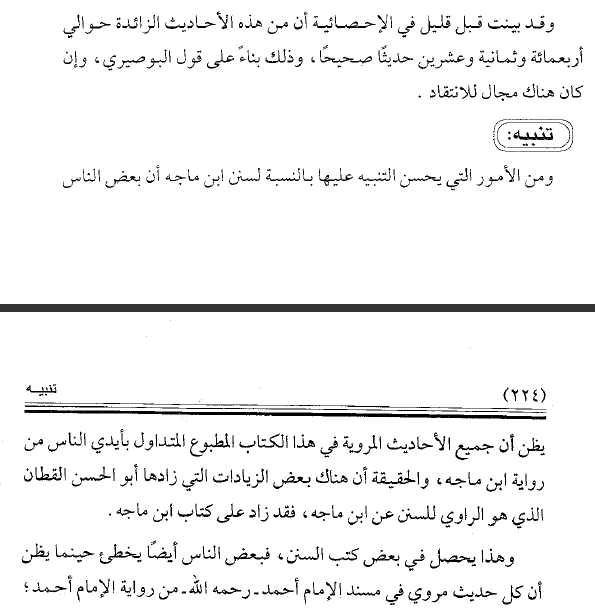 وقد بينت قبل قليل في الإحصائية أن من هذه الأحاديث الزائدة حوالي
أربعمائة وثمانية وعشرين حديثًا صحيحًا، وذلك بناءً على قول البوصيري، وإن
كان هناك مجال للانتقاد .
تنبيه:
ومن الأمور التي يحسن التنبيه عليها بالنسبة لسنن ابن ماجه أن بعض الناس
(٢٢٤) تنبيه
يظن أن جميع الأحاديث المروية في هذا الكتاب المطبوع المتداول بأيدي الناس من
رواية ابن ماجه، والحقيقة أن هناك بعض الزيادات التي زادها أبو الحسن القطان
الذي هو الراوي للسنن عن ابن ماجه، فقد زاد على كتاب ابن ماجه .
وهذا يحصل في بعض كتب السنن، فبعض الناس أيضًا يخطئ حينما يظن
أن كل حديث مروي في مسند الإمام أحمد ـ رحمه الله ـ من رواية الإمام أحمد؛